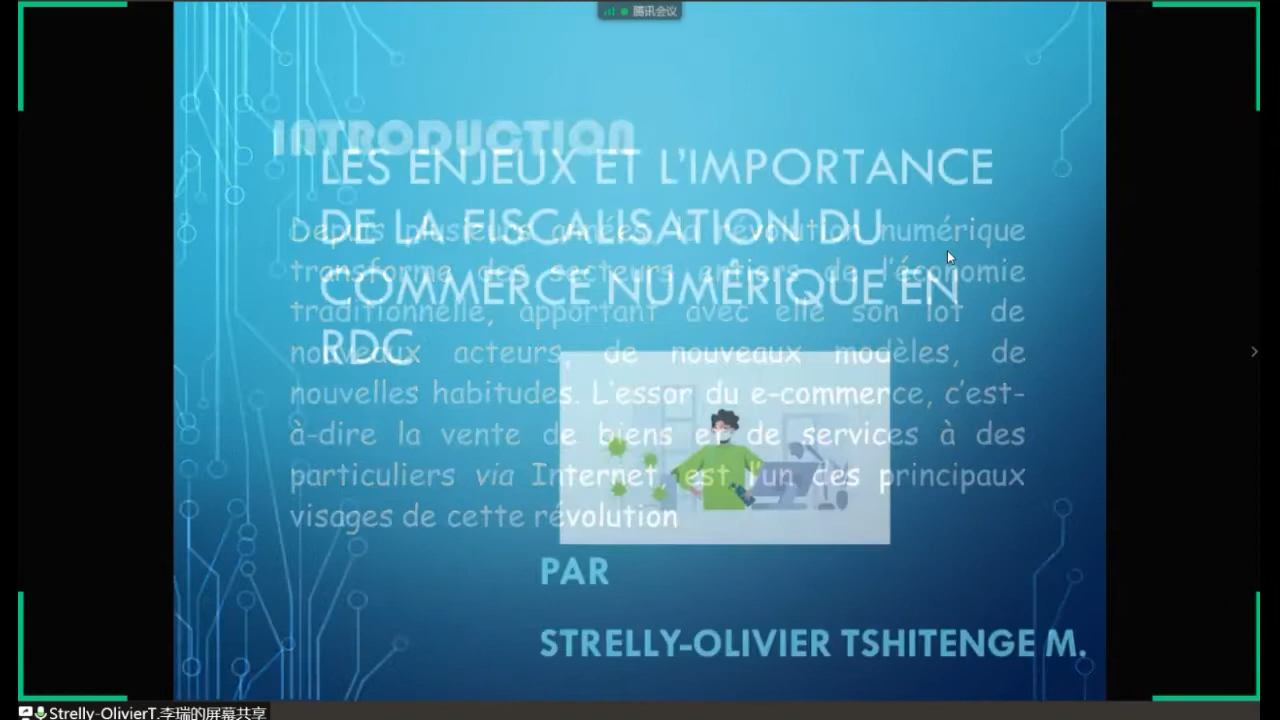 腾讯会议
INTRODUCTION
LES ENJEUX ET L'IMPORTANCE
DE LA FISCALISATION DU
COMMERCE NUMÉRIQUE EN
RDC
Depuis plusieurs années, la révolution numérique
transforme des secteurs entiers de l'économie
traditionnelle, apportant avec elle son lot de
nouveaux acteurs, de nouveaux modèles, de
nouvelles habitudes. L'essor du e-commerce, c'est-
à-dire la vente de biens et de services à des
particuliers via Internet, est l'un ces principaux
visages de cette révolution
PAR
STRELLY-OLIVIER TSHITENGE M.
Strelly-OlivierT.李瑞的屏幕共享